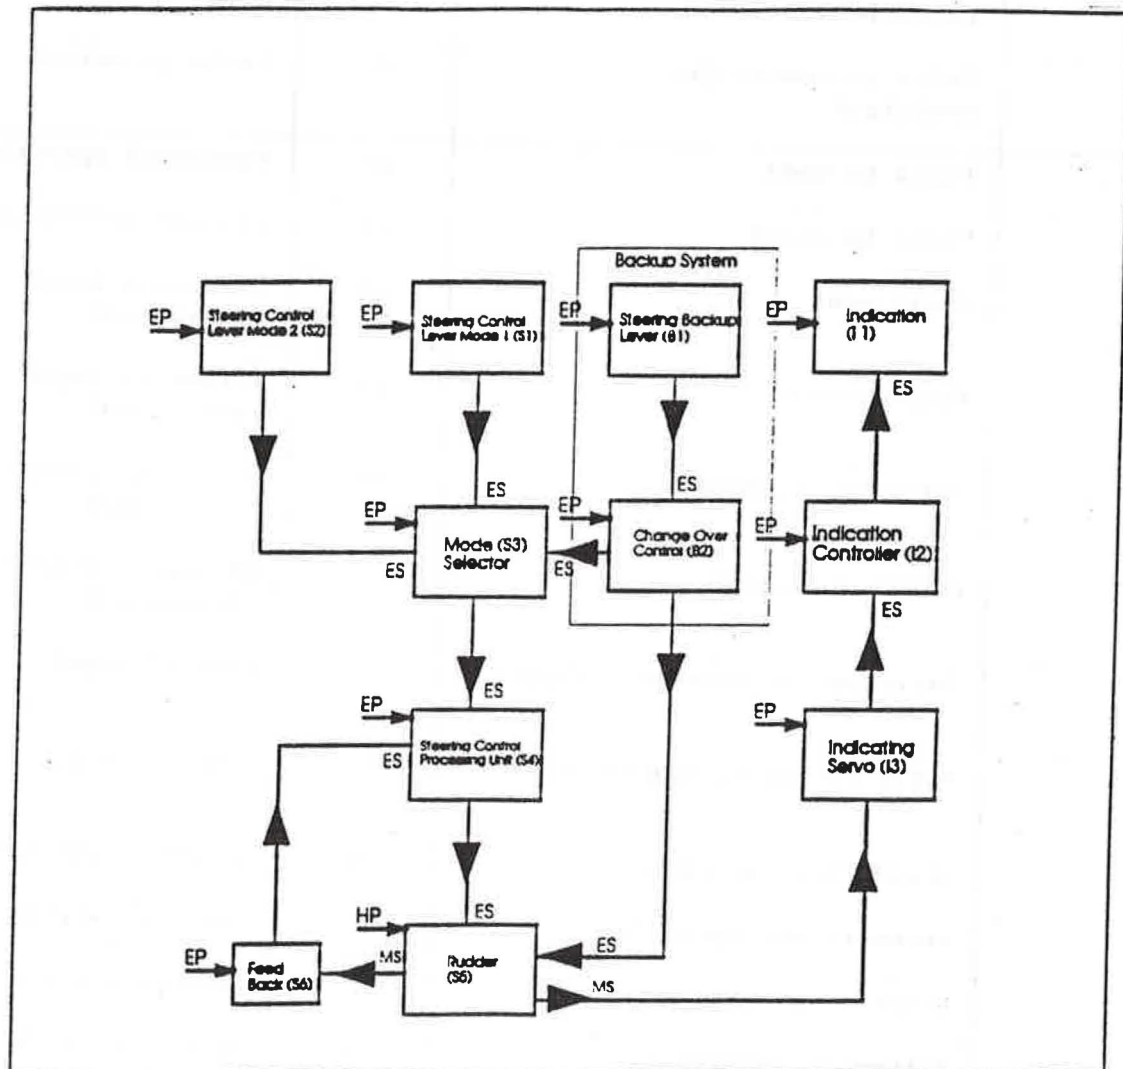 Backup System
EP
Steering Control
Lever Mode 2 (S2)
EP
Steering Control
Lever Mode 1 (S1)
EP
Steering Backup
Lever (B1)
EP
Indication
(I1)
ES
ES
ES
EP
Mode (S3)
Selector
ES
EP
Change Over
Control (B2)
ES
EP
Indication
Controller (I2)
ES
ES
EP
Steering Control
Processing Unit (S4)
ES
EP
Indicating
Servo (I3)
ES
HP
Rudder
(S5)
MS
ES
MS
EP
Feed
Back (S6)